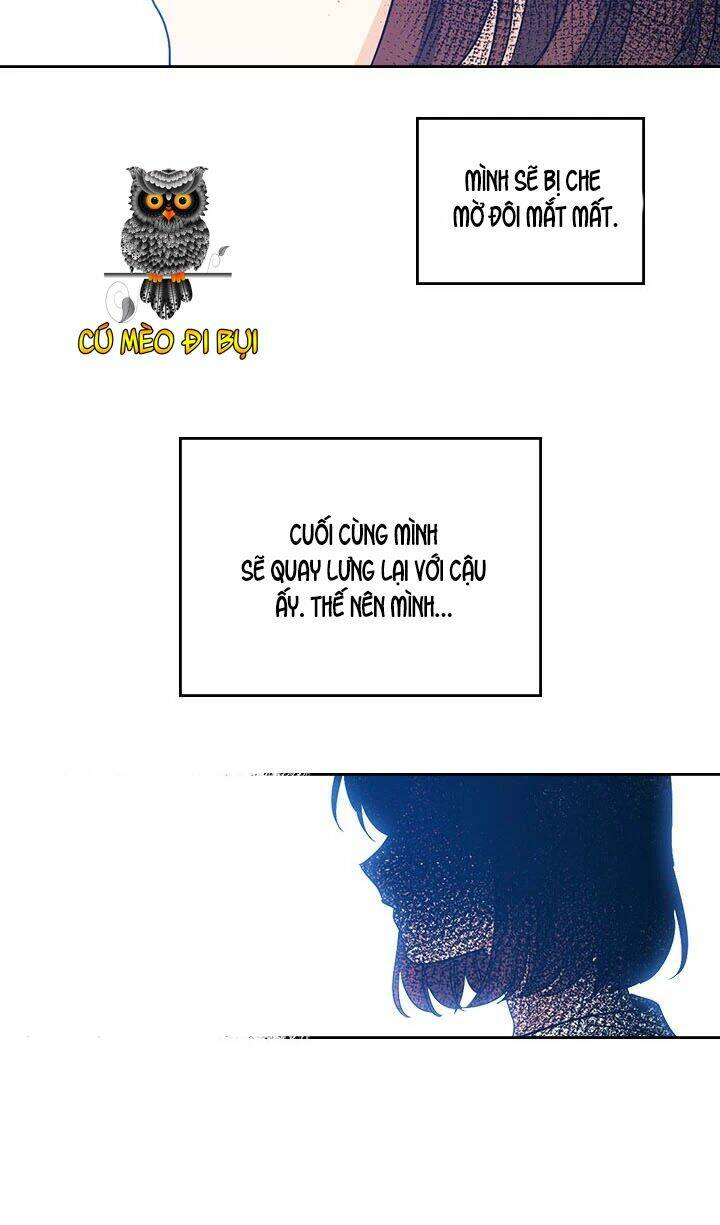 MÌNH SẼ BỊ CHE
MỜ ĐÔI MẮT MẤT.
CÚ MÈO ĐI BỤI
CUỐI CÙNG MÌNH
SẼ QUAY LƯNG LẠI VỚI CẬU
ẤY. THẾ NÊN MÌNH...